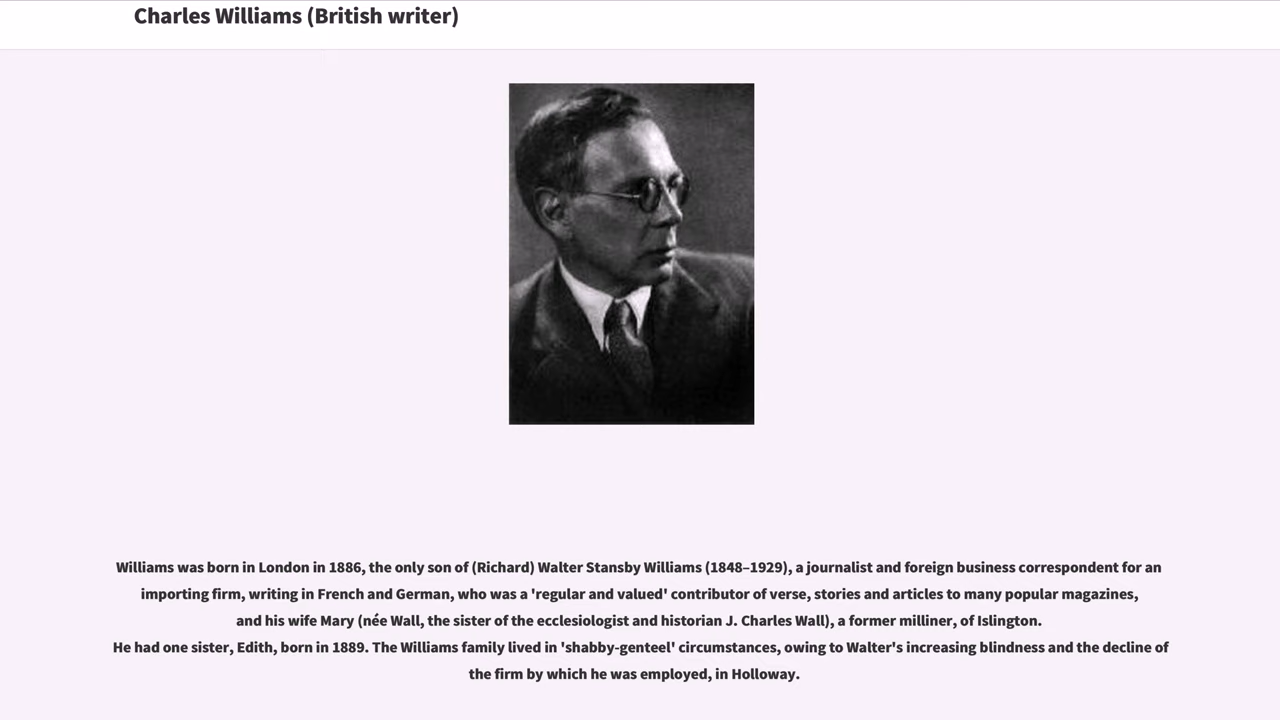 Charles Williams (British writer)
Williams was born in London in 1886, the only son of (Richard) Walter Stansby Williams (1848–1929), a journalist and foreign business correspondent for an
importing firm, writing in French and German, who was a 'regular and valued' contributor of verse, stories and articles to many popular magazines,
and his wife Mary (née Wall, the sister of the ecclesiologist and historian J. Charles Wall), a former milliner, of Islington.
He had one sister, Edith, born in 1889. The Williams family lived in 'shabby-genteel' circumstances, owing to Walter's increasing blindness and the decline of
the firm by which he was employed, in Holloway.